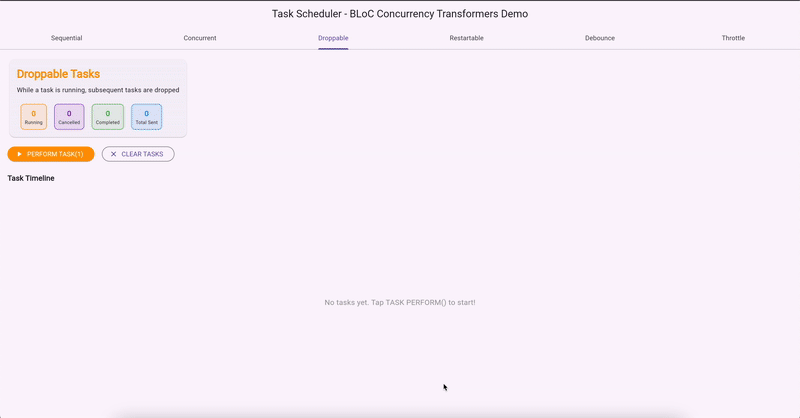 Task Scheduler - BLoC Concurrency Transformers Demo
Sequential
Concurrent
Droppable
Restartable
Debounce
Throttle
Droppable Tasks
While a task is running, subsequent tasks are dropped
0
Running
0
Cancelled
0
Completed
0
Total Sent
PERFORM TASK(1)
CLEAR TASKS
Task Timeline
No tasks yet. Tap TASK PERFORM() to start!